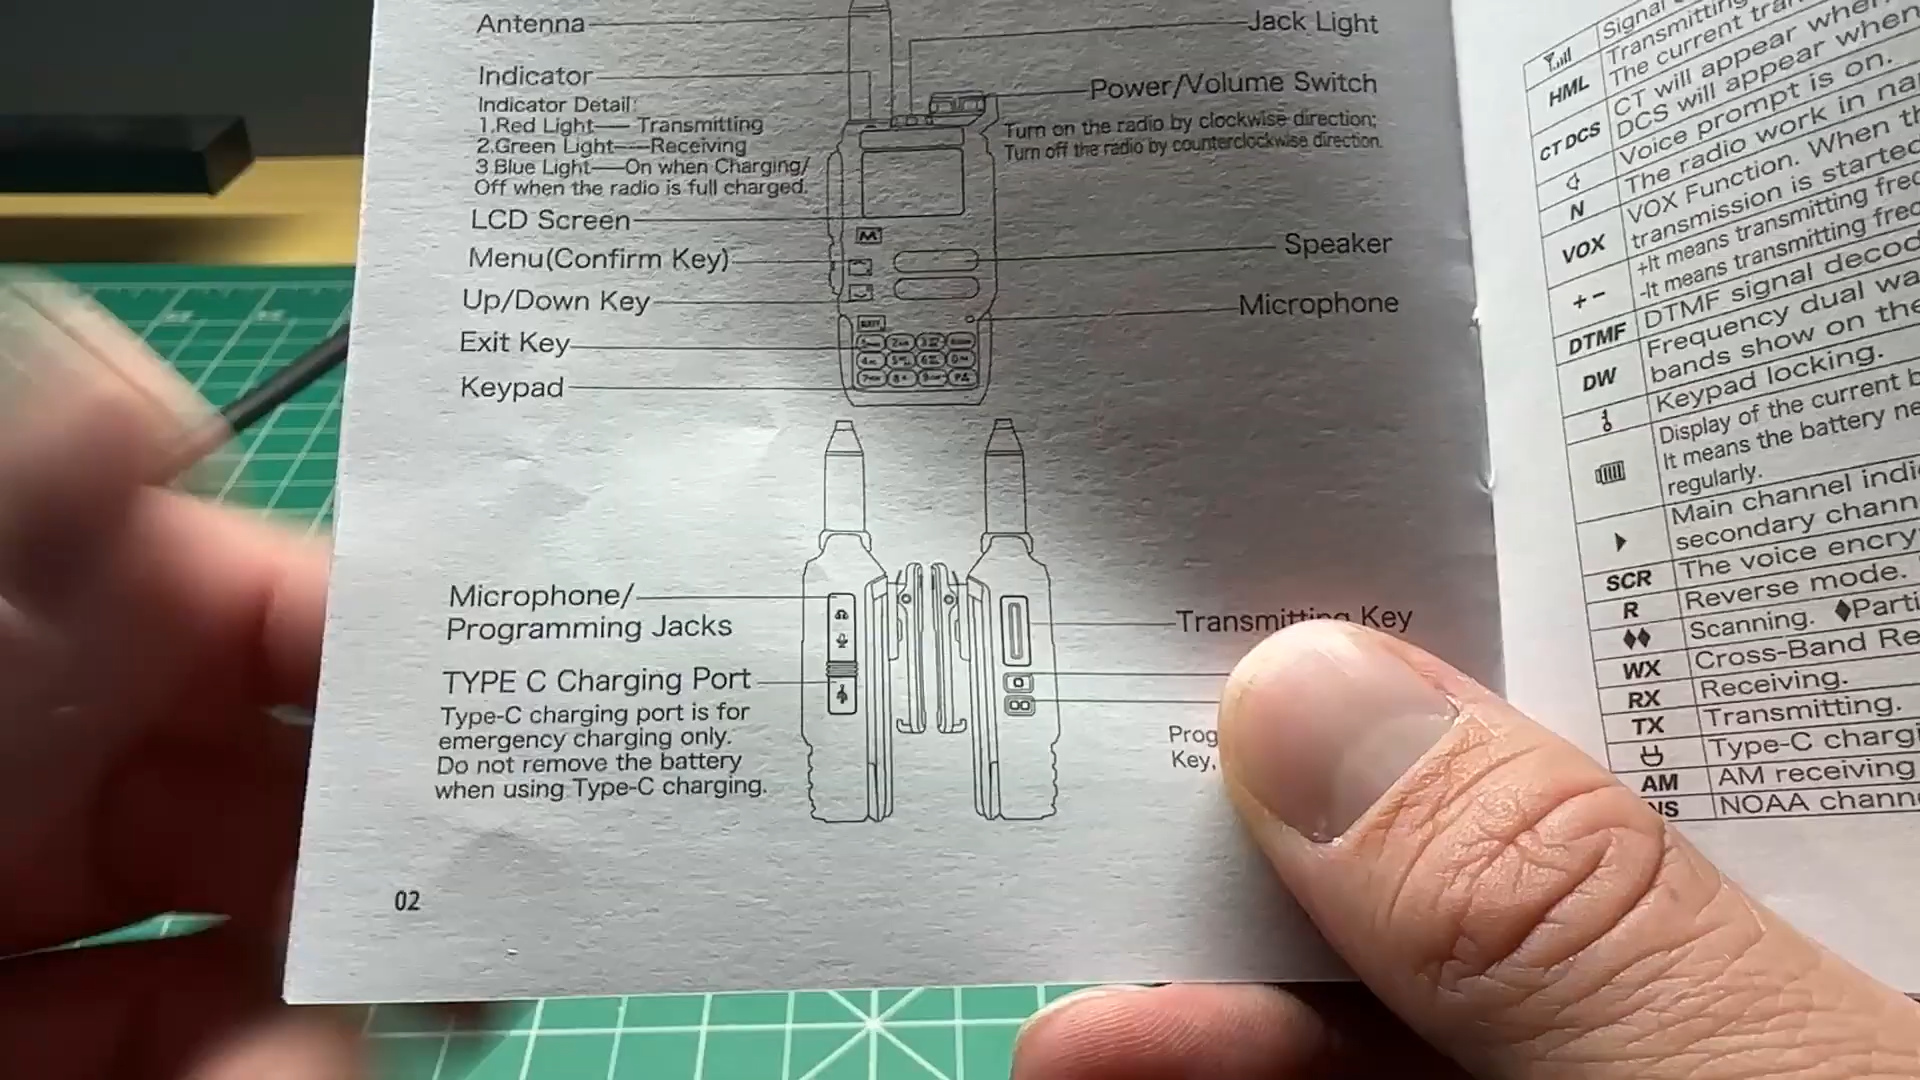 Antenna
Indicator
Indicator Detail:
1.Red Light—— Transmitting
2.Green Light——Receiving
3.Blue Light——On when Charging/
Off when the radio is full charged.
LCD Screen
Menu(Confirm Key)
Up/Down Key
Exit Key
Keypad
Jack Light
Power/Volume Switch
Turn on the radio by clockwise direction;
Turn off the radio by counterclockwise direction.
Speaker
Microphone
M
Microphone/
Programming Jacks
TYPE C Charging Port
Type-C charging port is for
emergency charging only.
Do not remove the battery
when using Type-C charging.
Transmitting Key
Prog
Key,
02
Signal
HML Transmitting
The current
CT DCS CT will appear
DCS will appear when
Voice prompt is on.
N The radio work in
VOX VOX Function. When
transmission is started
+ - +It means transmitting
-It means transmitting
DTMF DTMF signal
DW Frequency dual
bands show on the
Keypad locking.
Display of the current
It means the battery
regularly.
Main channel
secondary
SCR The voice
R Reverse mode.
Scanning. ◆
WX Cross-Band
RX Receiving.
TX Transmitting.
Type-C
AM AM receiving
NOAA